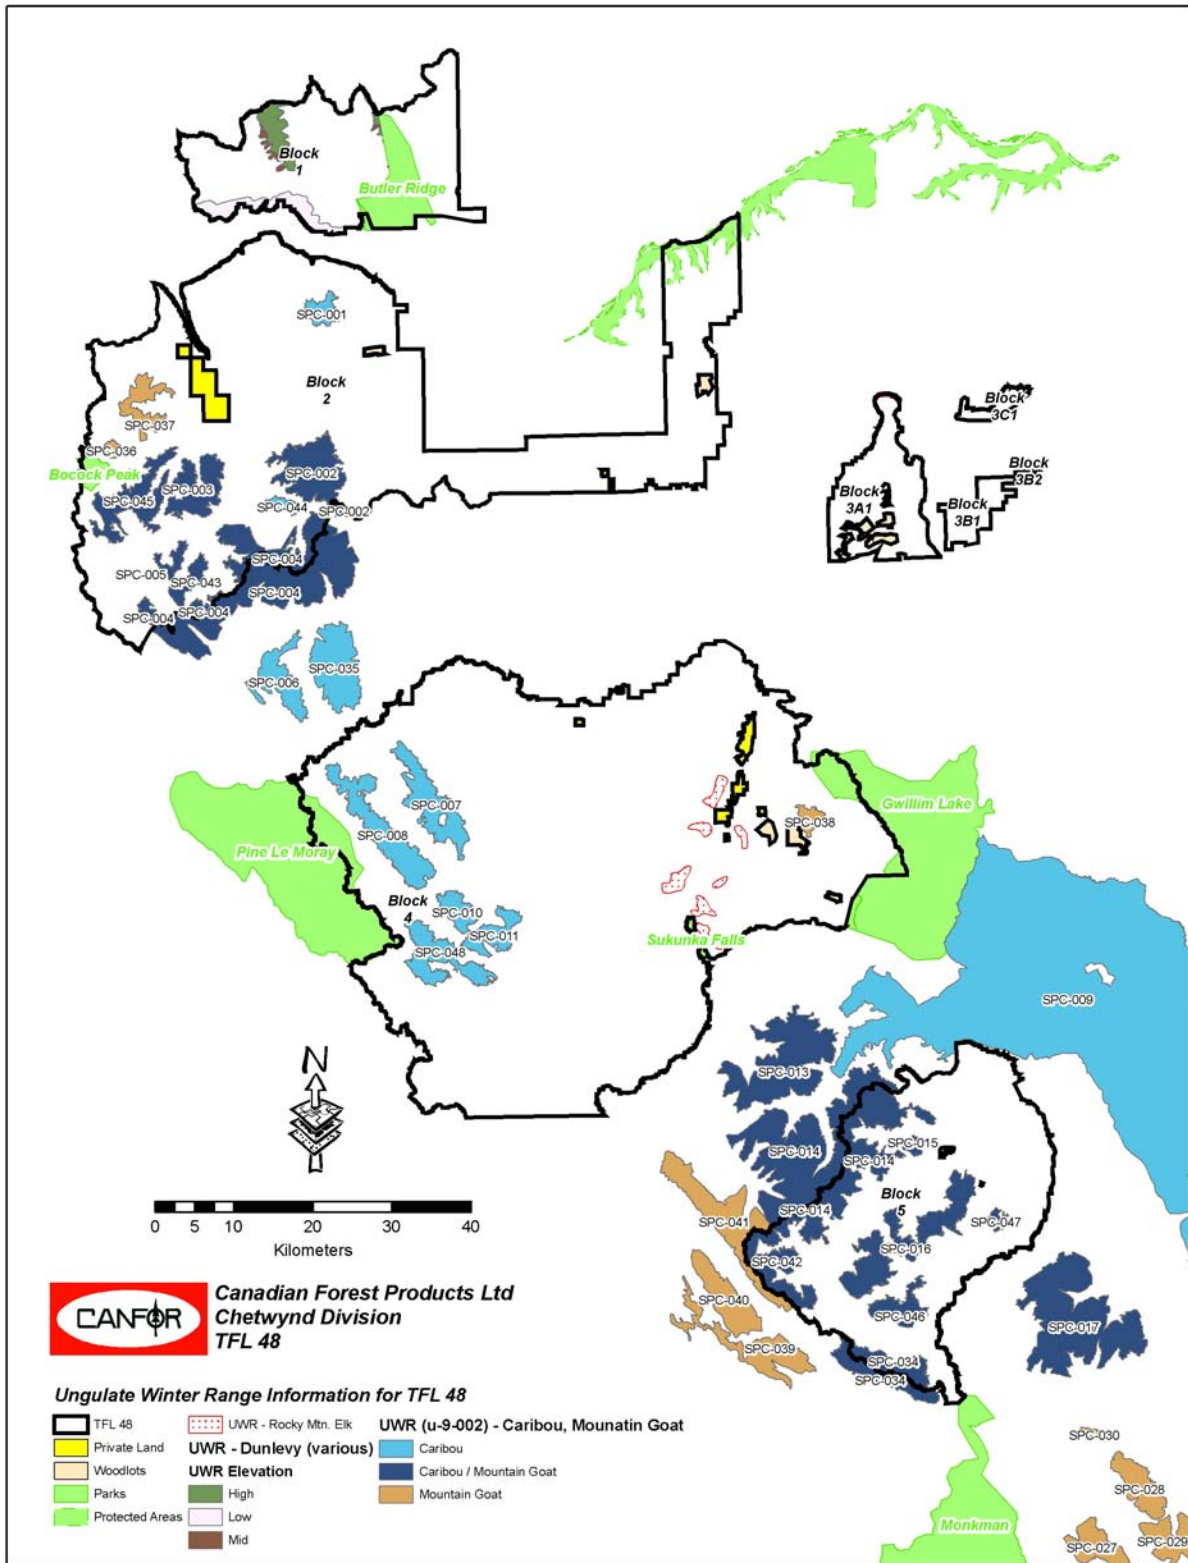 Block
1
Butler Ridge
SPC-001
Block
2
SPC-037
SPC-036
Bocock Peak
SPC-045
SPC-003
SPC-002
SPC-044
SPC-002
SPC-004
SPC-005
SPC-043
SPC-004
SPC-004
SPC-004
Block
3C1
Block
3B2
Block
3A1
Block
3B1
SPC-006
SPC-035
SPC-007
SPC-008
Pine Le Moray
Gwillim Lake
SPC-038
Block
4
SPC-010
SPC-011
SPC-048
Sukunka Falls
SPC-009
SPC-013
SPC-014
SPC-015
SPC-014
Block
5
SPC-014
SPC-041
SPC-047
SPC-016
SPC-042
SPC-040
SPC-046
SPC-017
SPC-039
SPC-034
SPC-034
SPC-030
SPC-028
SPC-029
SPC-027
Monkman
N
0 5 10 20 30 40
Kilometers
CANFOR
Canadian Forest Products Ltd
Chetwynd Division
TFL 48
Ungulate Winter Range Information for TFL 48
TFL 48
Private Land
Woodlots
Parks
Protected Areas
UWR - Rocky Mtn. Elk
UWR - Dunlevy (various)
UWR Elevation
High
Low
Mid
UWR (u-9-002) - Caribou, Mounatin Goat
Caribou
Caribou / Mountain Goat
Mountain Goat